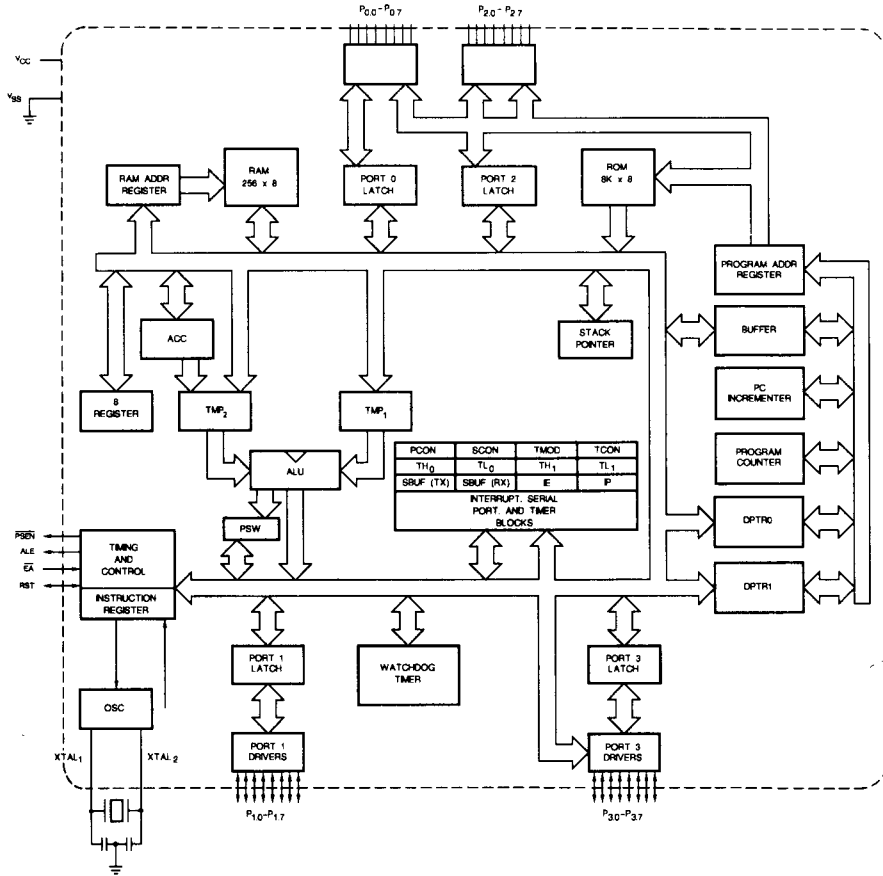 P0.0-P0.7
P2.0-P2.7
VCC
VSS
RAM ADDR
REGISTER
RAM
256 x 8
PORT 0
LATCH
PORT 2
LATCH
ROM
8K x 8
PROGRAM ADDR
REGISTER
ACC
STACK
POINTER
BUFFER
B
REGISTER
TMP2
TMP1
PC
INCREMENTER
PCON SCON TMOD TCON
TH0 TL0 TH1 TL1
SBUF (TX) SBUF (RX) IE IP
INTERRUPT. SERIAL
PORT. AND TIMER
BLOCKS
ALU
PROGRAM
COUNTER
PSW
DPTR0
PSEN
ALE
EA
RST
TIMING
AND
CONTROL
INSTRUCTION
REGISTER
DPTR1
PORT 1
LATCH
WATCHDOG
TIMER
PORT 3
LATCH
OSC
XTAL1
XTAL2
PORT 1
DRIVERS
PORT 3
DRIVERS
P1.0-P1.7
P3.0-P3.7